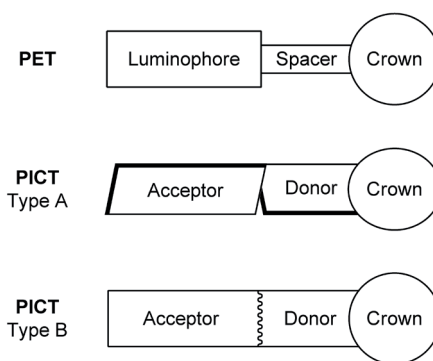 PET
Luminophore Spacer Crown
PICT
Type A
Acceptor Donor Crown
PICT
Type B
Acceptor Donor Crown